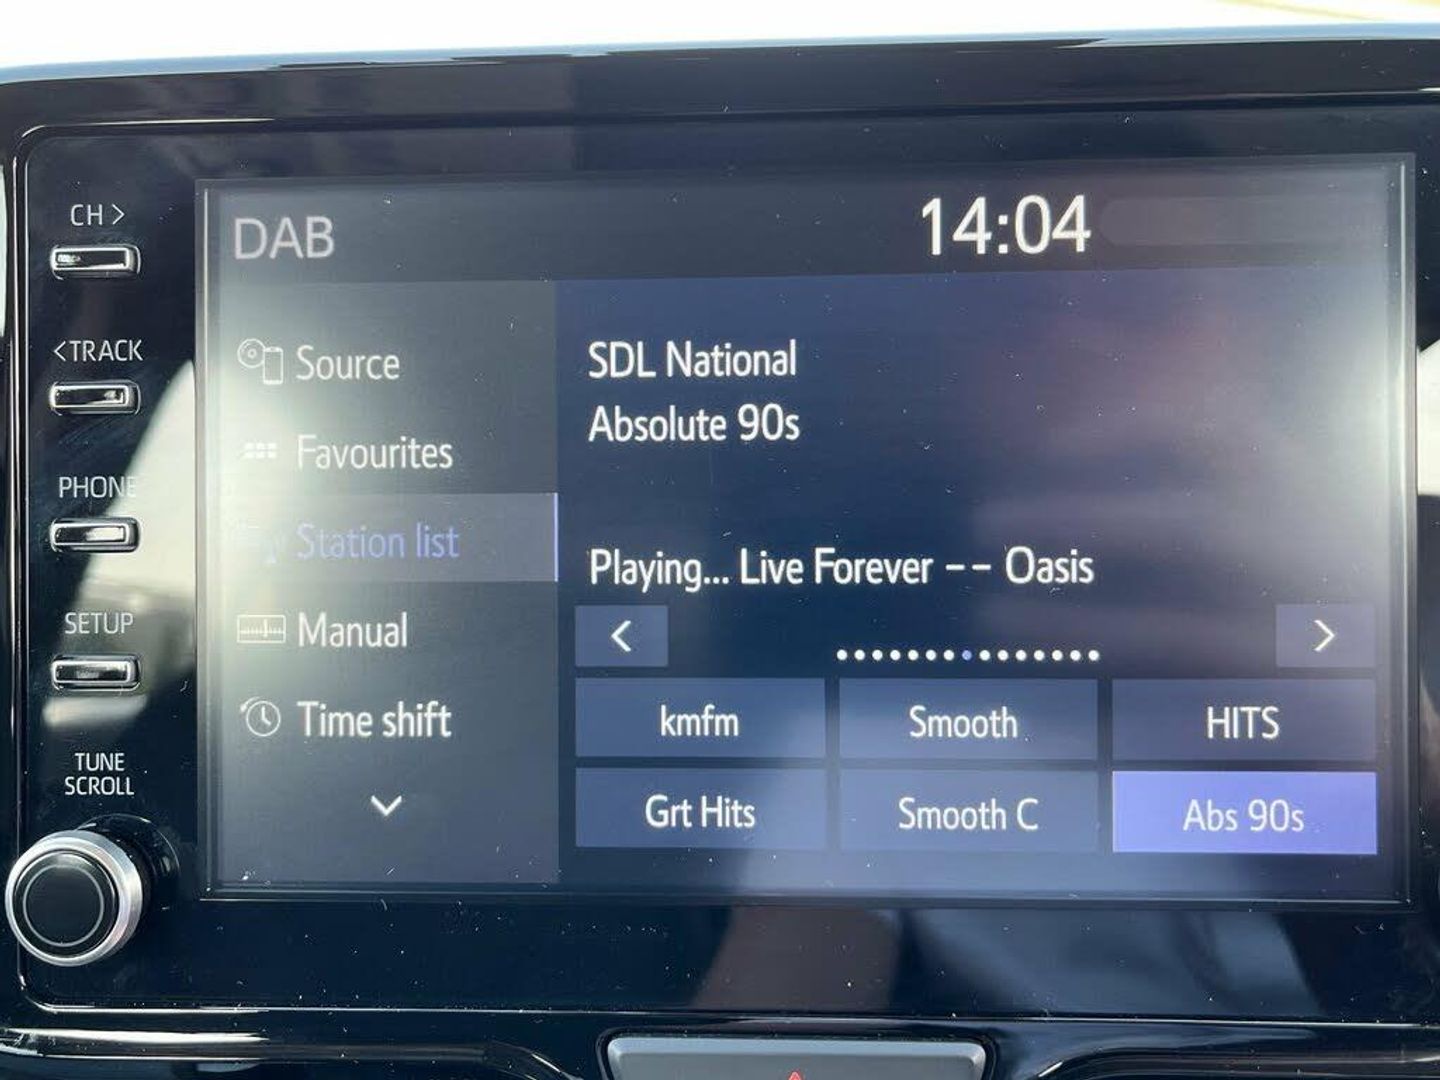 CH >
<TRACK
PHONE
SETUP
TUNE
SCROLL
DAB
14:04
Source
Favourites
Station list
Manual
Time shift
SDL National
Absolute 90s
Playing... Live Forever -- Oasis
<
>
kmfm
Smooth
HITS
Grt Hits
Smooth C
Abs 90s